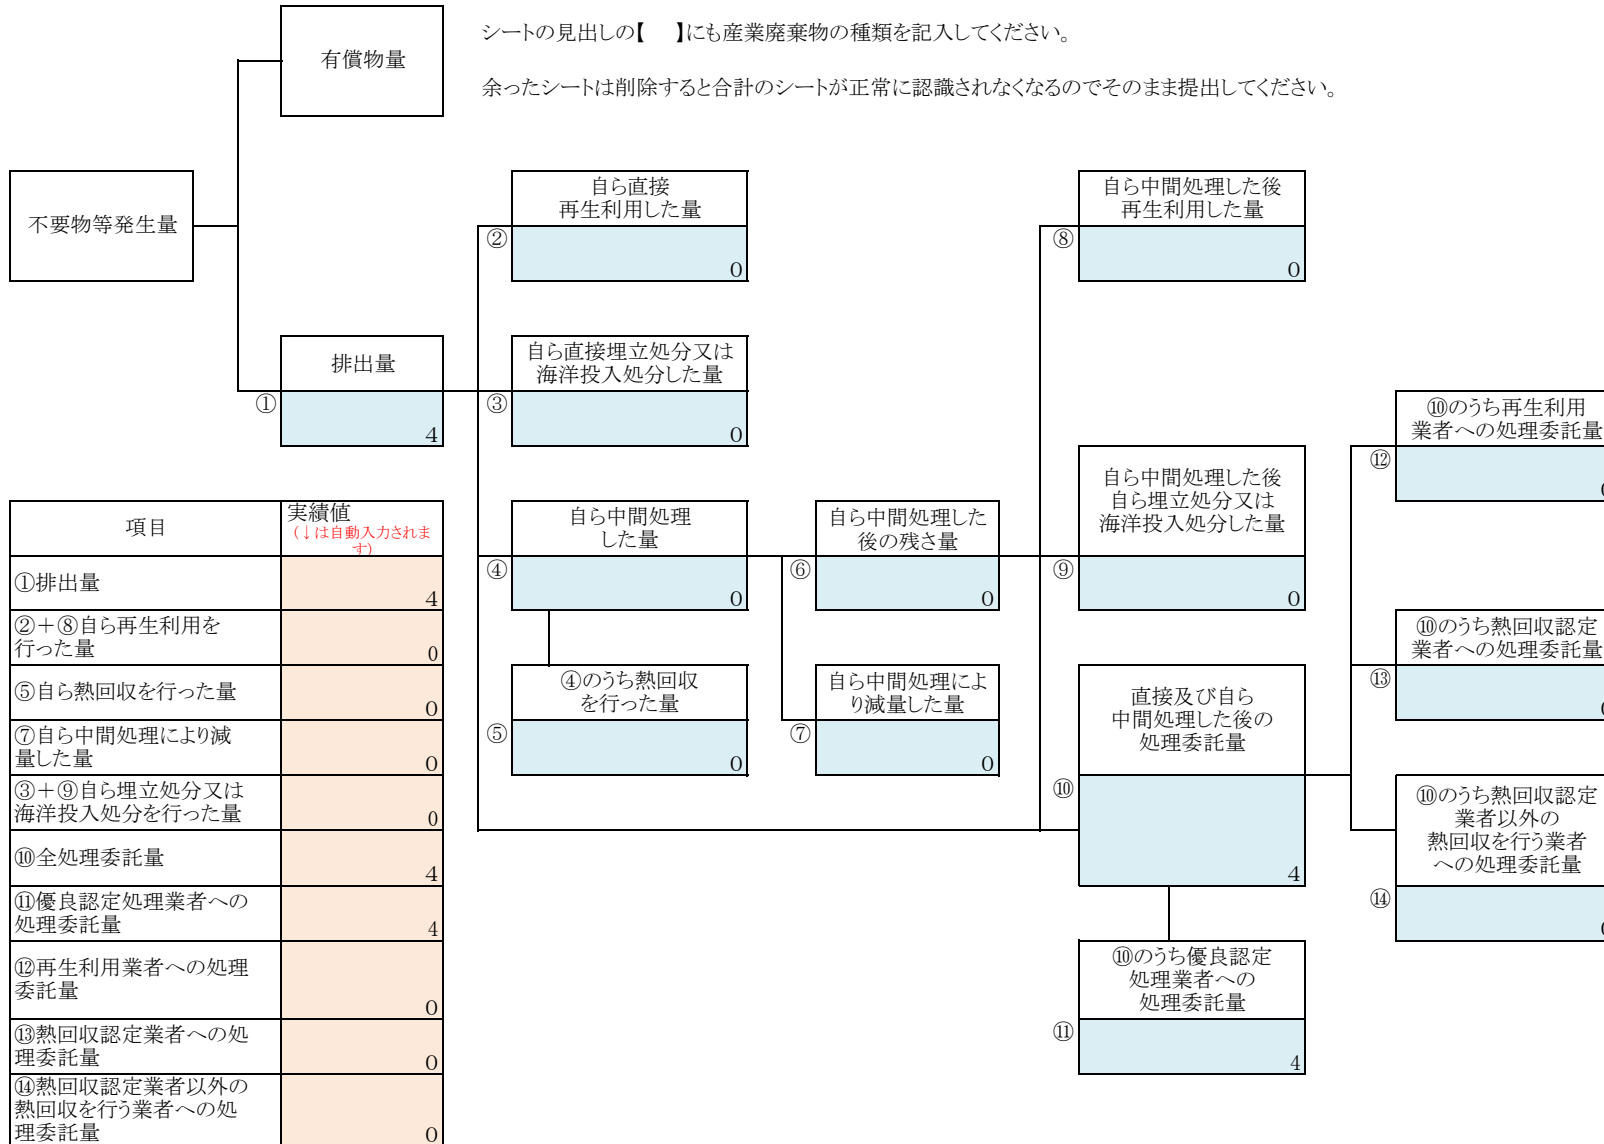 シートの見出しの【　】にも産業廃棄物の種類を記入してください。
有償物量
余ったシートは削除すると合計のシートが正常に認識されなくなるのでそのまま提出してください。
不要物等発生量
自ら直接
再生利用した量
②
0
自ら中間処理した後
再生利用した量
⑧
0
排出量
①
4
自ら直接埋立処分又は
海洋投入処分した量
③
0
⑩のうち再生利用
業者への処理委託量
⑫
自ら中間処理
した量
④
0
自ら中間処理した
後の残さ量
⑥
0
自ら中間処理した後
自ら埋立処分又は
海洋投入処分した量
⑨
0
⑩のうち熱回収認定
業者への処理委託量
⑬
④のうち熱回収
を行った量
⑤
0
自ら中間処理によ
り減量した量
⑦
0
直接及び自ら
中間処理した後の
処理委託量
⑩
4
⑩のうち熱回収認定
業者以外の
熱回収を行う業者
への処理委託量
⑭
⑩のうち優良認定
処理業者への
処理委託量
⑪
4
項目
実績値
(↓は自動入力されま
す)
①排出量
4
②＋⑧自ら再生利用を
行った量
0
⑤自ら熱回収を行った量
0
⑦自ら中間処理により減
量した量
0
③＋⑨自ら埋立処分又は
海洋投入処分を行った量
0
⑩全処理委託量
4
⑪優良認定処理業者への
処理委託量
4
⑫再生利用業者への処理
委託量
0
⑬熱回収認定業者への処
理委託量
0
⑭熱回収認定業者以外の
熱回収を行う業者への処
理委託量
0